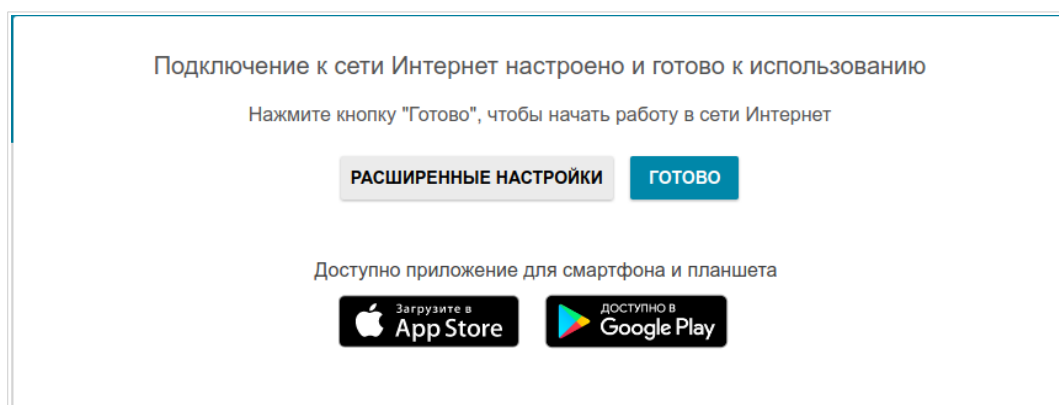 Подключение к сети Интернет настроено и готово к использованию
Нажмите кнопку "Готово", чтобы начать работу в сети Интернет
РАСШИРЕННЫЕ НАСТРОЙКИ ГОТОВО
Доступно приложение для смартфона и планшета
Загрузите в
App Store
ДОСТУПНО В
Google Play